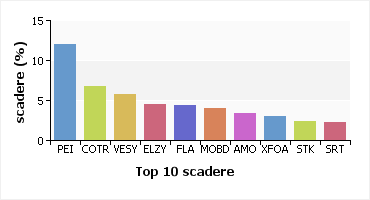 scadere (%)
15
10
5
0
PEI COTR VESY ELZY FLA MOBD AMO XFOA STK SRT
Top 10 scadere